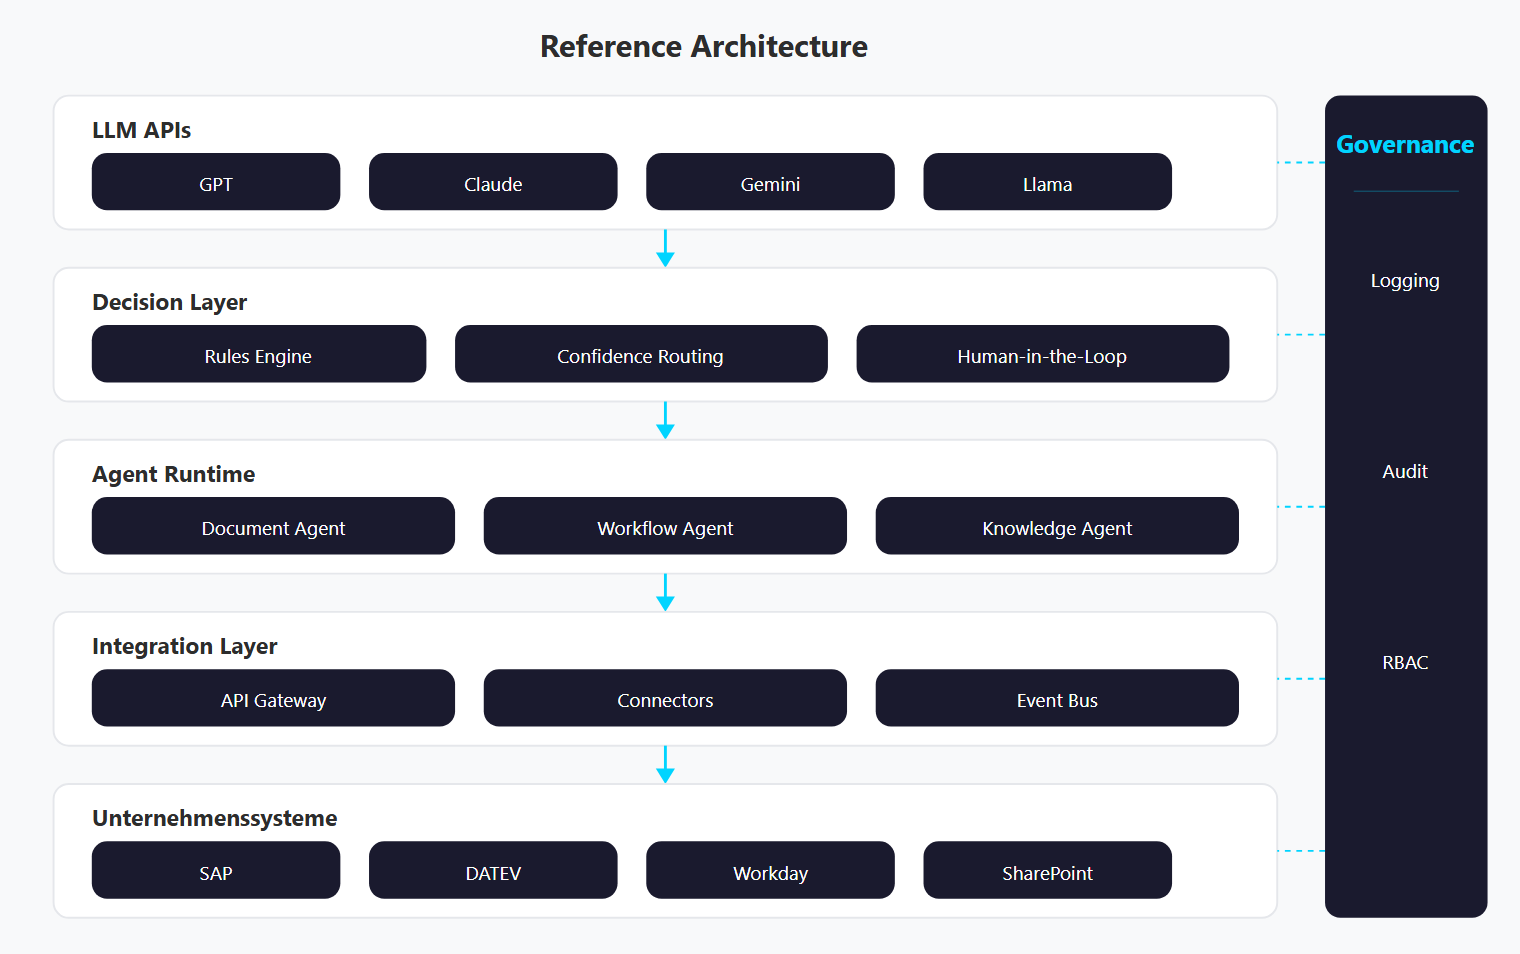 Reference Architecture
LLM APIs
GPT
Claude
Gemini
Llama
Decision Layer
Rules Engine
Confidence Routing
Human-in-the-Loop
Agent Runtime
Document Agent
Workflow Agent
Knowledge Agent
Integration Layer
API Gateway
Connectors
Event Bus
Unternehmenssysteme
SAP
DATEV
Workday
SharePoint
Governance
Logging
Audit
RBAC